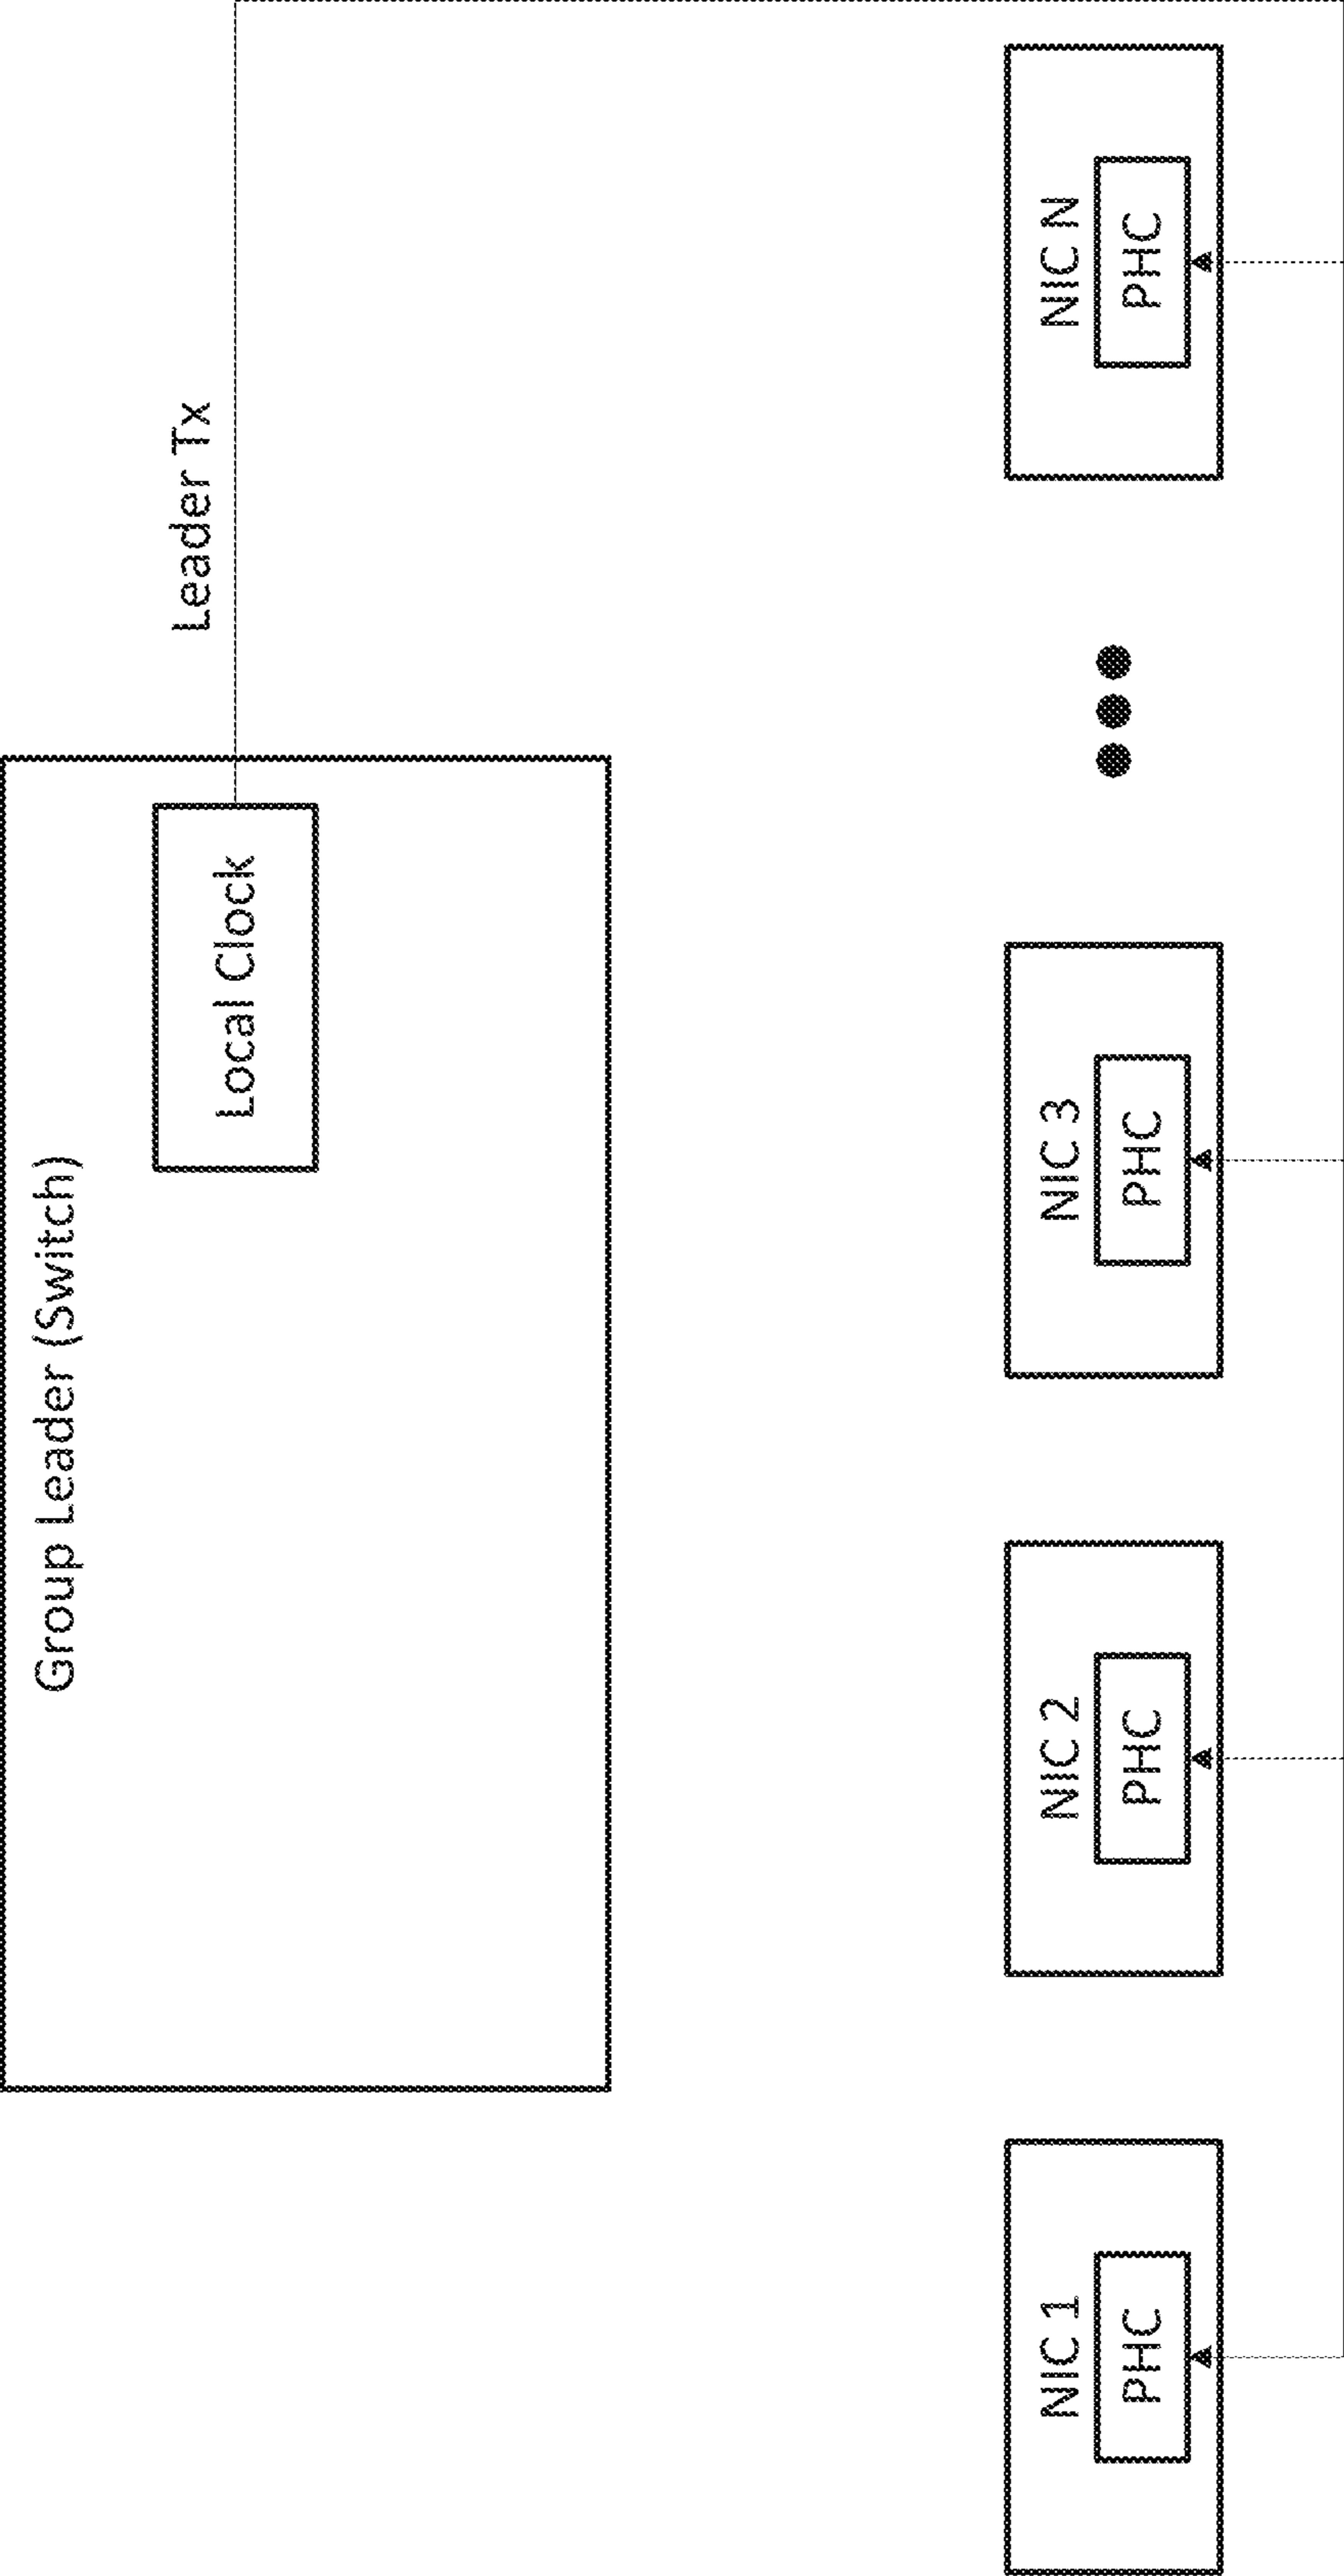 Group Leader (Switch)
Local Clock
Leader Tx
NIC 1
PHC
NIC 2
PHC
NIC 3
PHC
NIC N
PHC